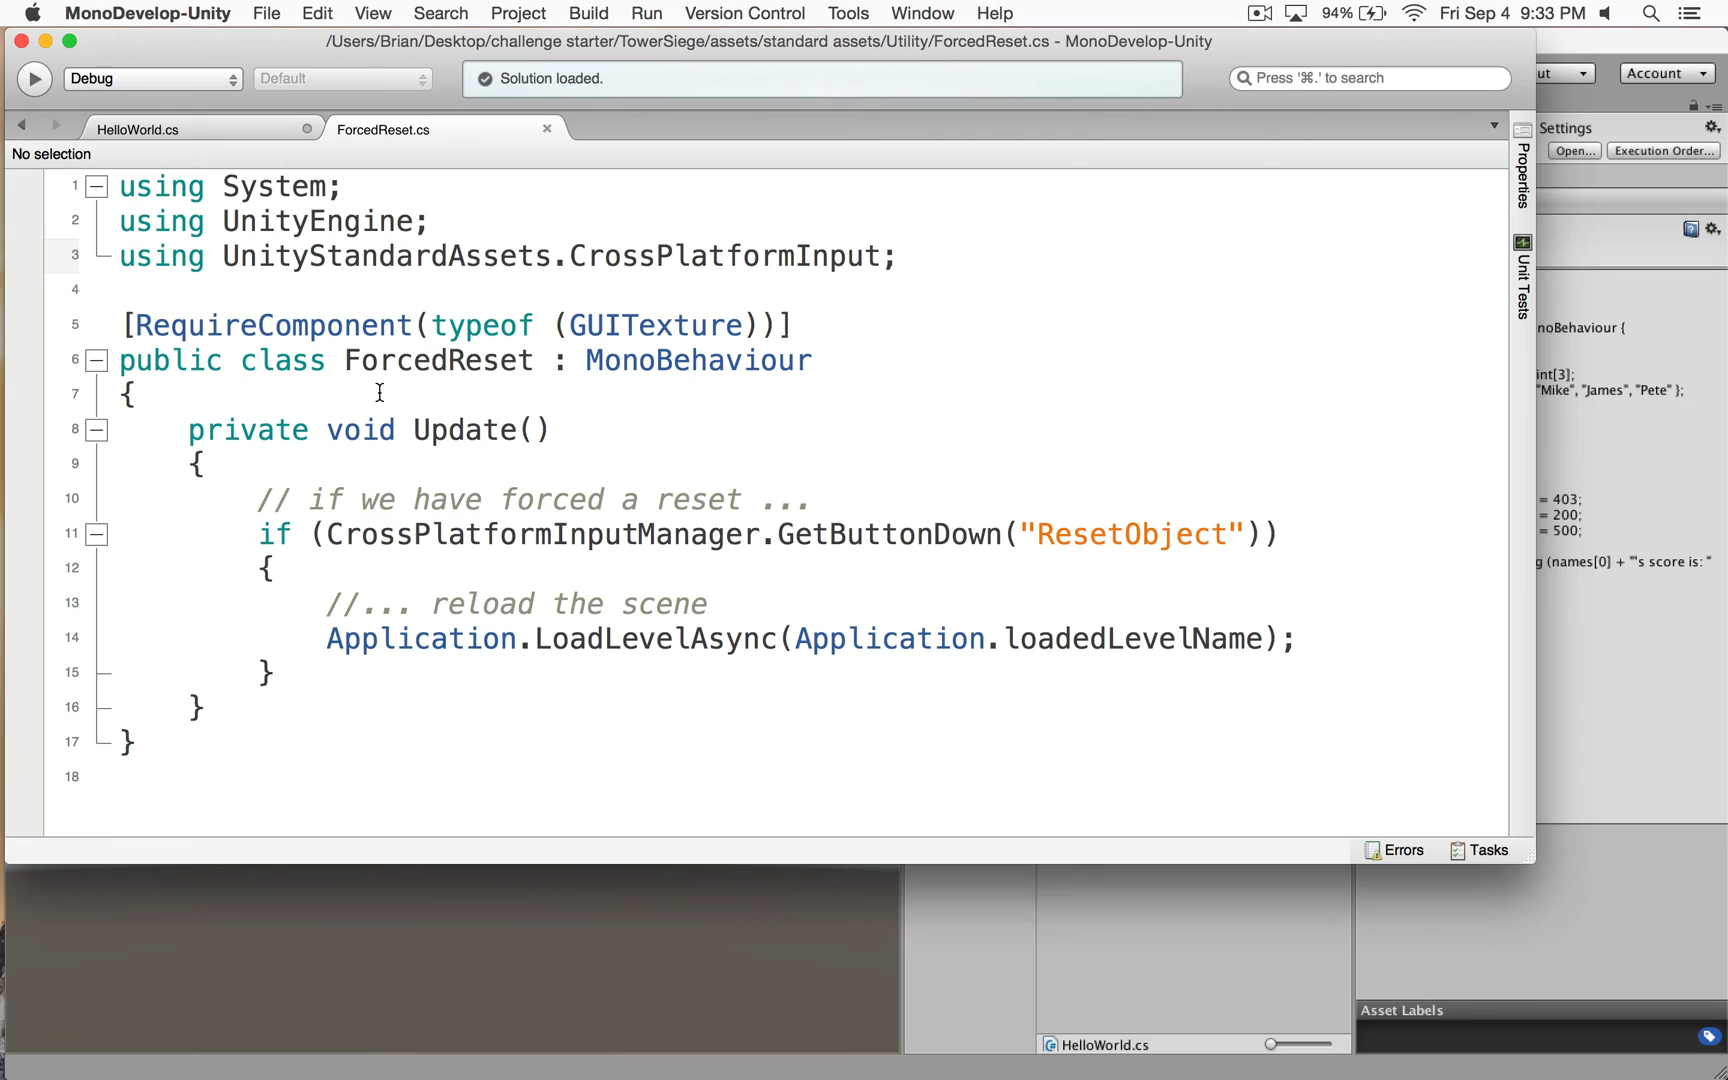 MonoDevelop-Unity File Edit View Search Project Build Run Version Control Tools Window Help 94% Fri Sep 4 9:33 PM
/Users/Brian/Desktop/challenge starter/TowerSiege/assets/standard assets/Utility/ForcedReset.cs - MonoDevelop-Unity
Debug Default Solution loaded. Press '⌘.' to search
ut Account
HelloWorld.cs ForcedReset.cs
Settings
No selection
Open... Execution Order...
Properties
Unit Tests
1 using System;
2 using UnityEngine;
3 using UnityStandardAssets.CrossPlatformInput;
4
5 [RequireComponent(typeof (GUITexture))]
6 public class ForcedReset : MonoBehaviour
7 {
8 private void Update()
9 {
10 // if we have forced a reset ...
11 if (CrossPlatformInputManager.GetButtonDown("ResetObject"))
12 {
13 //... reload the scene
14 Application.LoadLevelAsync(Application.loadedLevelName);
15 }
16 }
17 }
18
noBehaviour {
int[3];
"Mike", "James", "Pete" };
= 403;
= 200;
= 500;
g (names[0] + "'s score is: "
Errors Tasks
Asset Labels
HelloWorld.cs